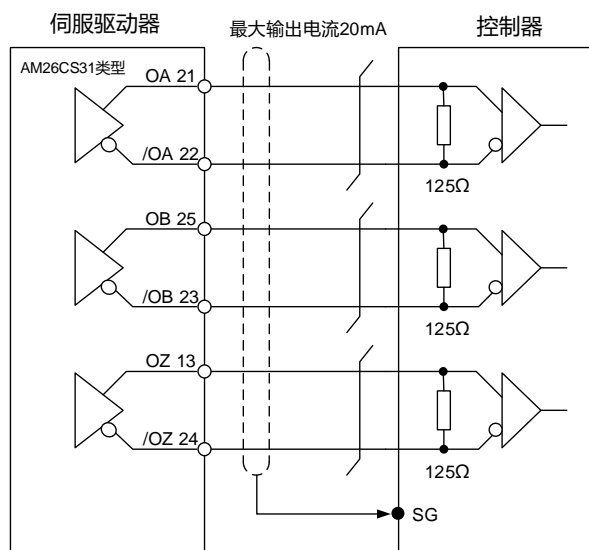 伺服驱动器
最大输出电流20mA
控制器
AM26CS31类型
OA 21
/OA 22
125Ω
OB 25
/OB 23
125Ω
OZ 13
/OZ 24
125Ω
SG